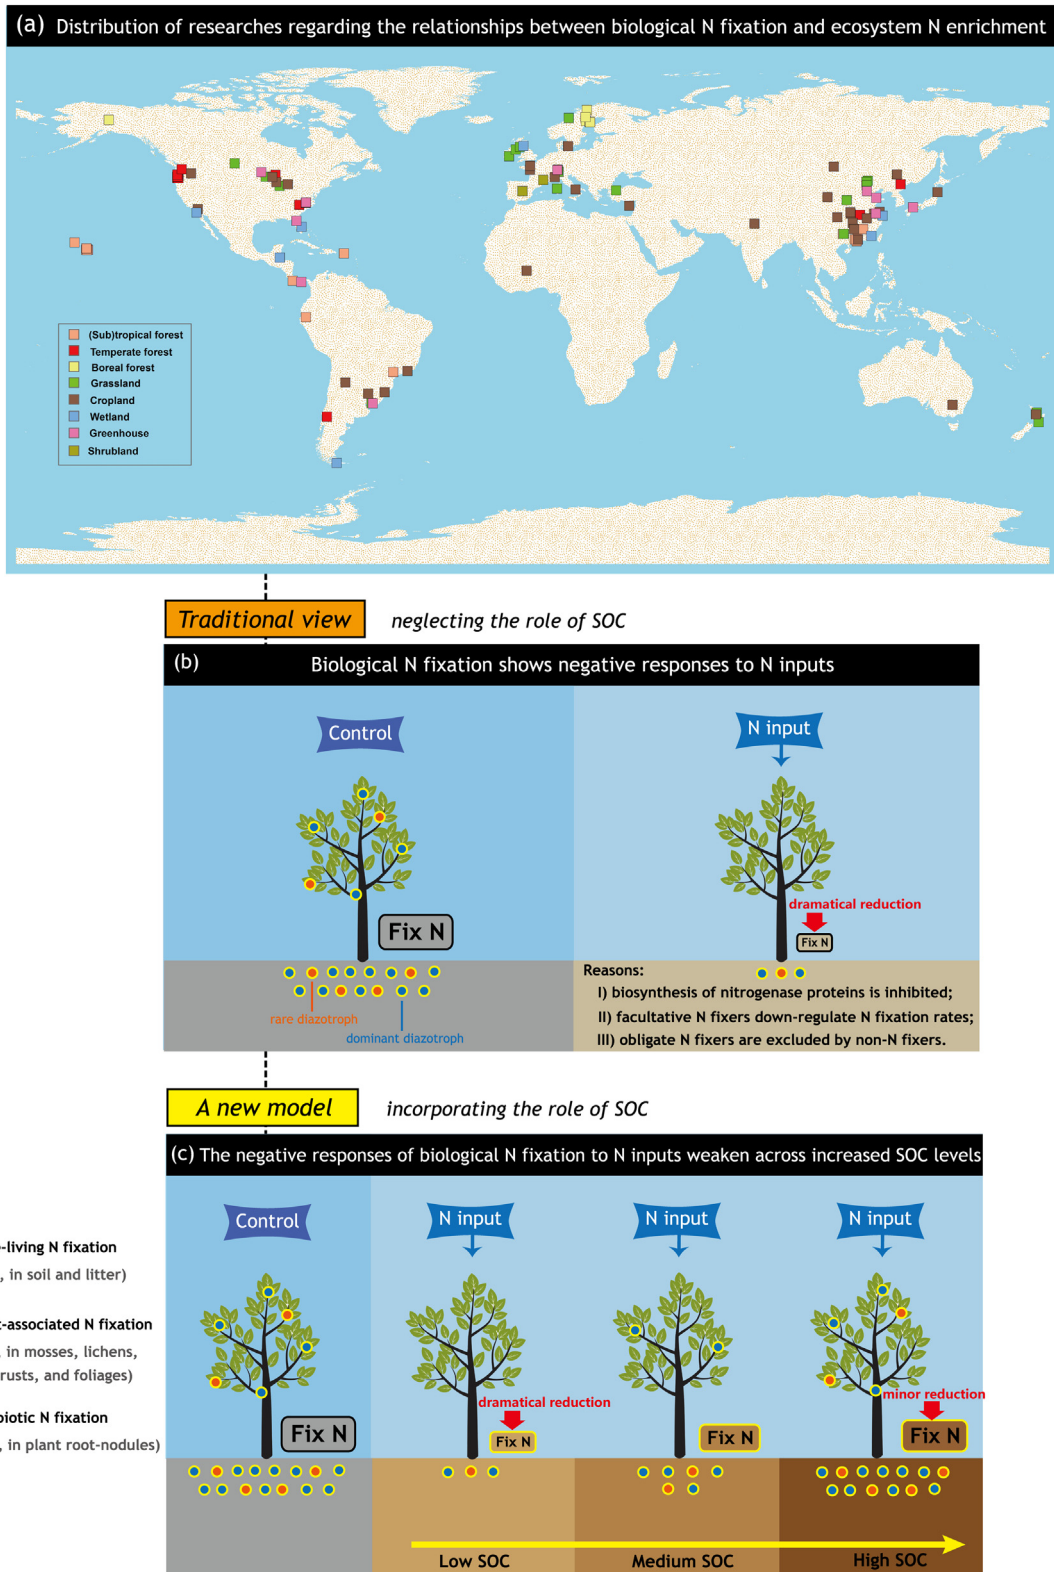 (a) Distribution of researches regarding the relationships between biological N fixation and ecosystem N enrichment
(Sub)tropical forest
Temperate forest
Boreal forest
Grassland
Cropland
Wetland
Greenhouse
Shrubland
Traditional view
neglecting the role of SOC
(b) Biological N fixation shows negative responses to N inputs
Control
N input
dramatical reduction
Fix N
Fix N
rare diazotroph
dominant diazotroph
Reasons:
I) biosynthesis of nitrogenase proteins is inhibited;
II) facultative N fixers down-regulate N fixation rates;
III) obligate N fixers are excluded by non-N fixers.
A new model
incorporating the role of SOC
(c) The negative responses of biological N fixation to N inputs weaken across increased SOC levels
-living N fixation
, in soil and litter)
-associated N fixation
, in mosses, lichens,
rusts, and foliages)
biotic N fixation
, in plant root-nodules)
Control
N input
N input
N input
dramatical reduction
minor reduction
Fix N
Fix N
Fix N
Fix N
Low SOC
Medium SOC
High SOC